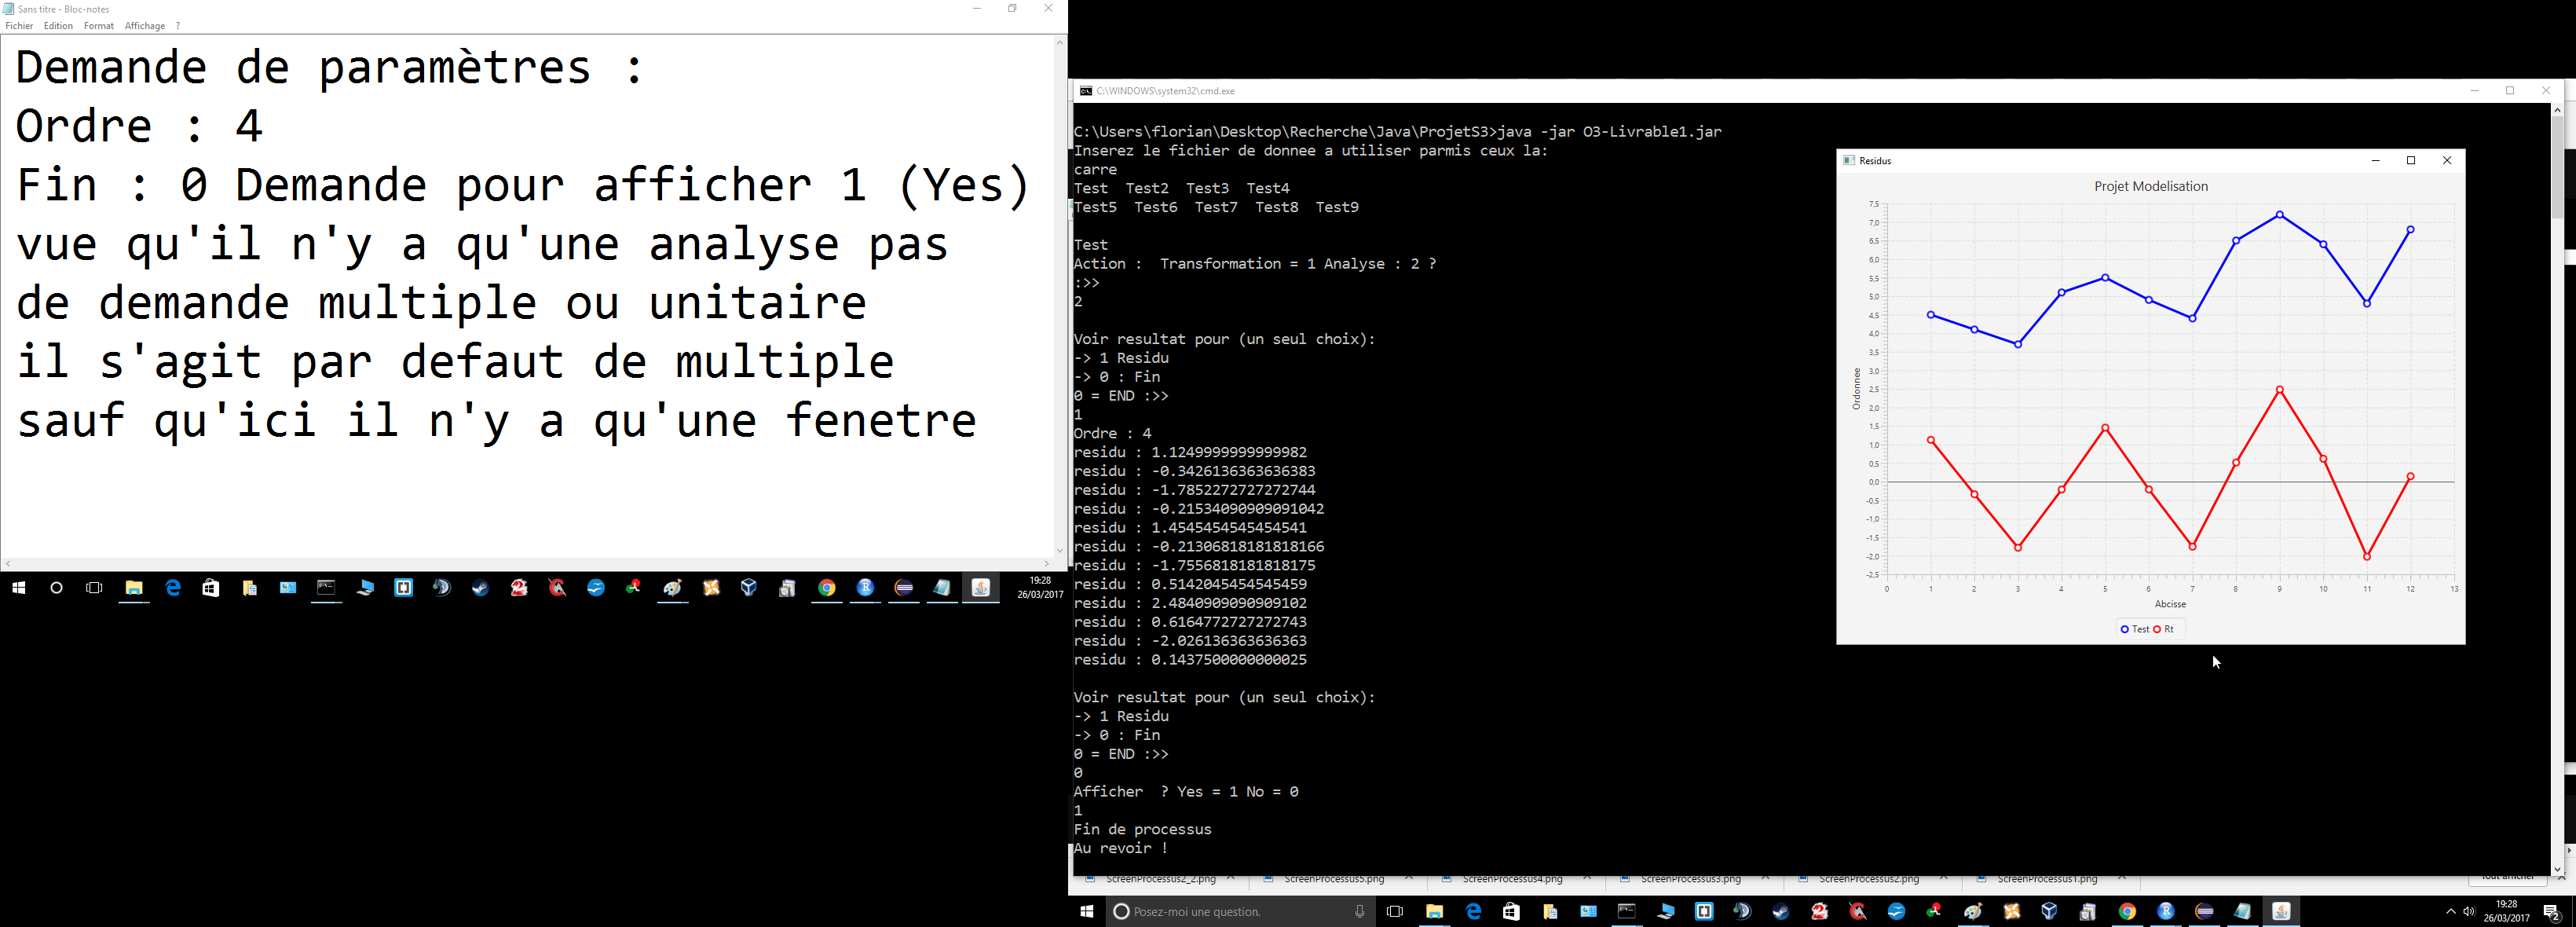 Sans titre - Bloc-notes
Fichier Edition Format Affichage ?
Demande de paramètres :
Ordre : 4
Fin : 0 Demande pour afficher 1 (Yes)
vue qu'il n'y a qu'une analyse pas
de demande multiple ou unitaire
il s'agit par defaut de multiple
sauf qu'ici il n'y a qu'une fenetre
19:28
26/03/2017
C:\WINDOWS\system32\cmd.exe
C:\Users\florian\Desktop\Recherche\Java\ProjetS3>java -jar O3-Livrable1.jar
Inserez le fichier de donnee a utiliser parmis ceux la:
carre
Test Test2 Test3 Test4
Test5 Test6 Test7 Test8 Test9
Test
Action : Transformation = 1 Analyse : 2 ?
:>>
2
Voir resultat pour (un seul choix):
-> 1 Residu
-> 0 : Fin
0 = END :>>
1
Ordre : 4
residu : 1.1249999999999982
residu : -0.3426136363636383
residu : -1.7852272727272744
residu : -0.21534090909091042
residu : 1.4545454545454541
residu : -0.21306818181818166
residu : -1.7556818181818175
residu : 0.5142045454545459
residu : 2.4840909090909102
residu : 0.6164772727272743
residu : -2.026136363636363
residu : 0.1437500000000025
Voir resultat pour (un seul choix):
-> 1 Residu
-> 0 : Fin
0 = END :>>
0
Afficher ? Yes = 1 No = 0
1
Fin de processus
Au revoir !
Residus
Projet Modelisation
7,5
7,0
6,5
6,0
5,5
5,0
4,5
4,0
3,5
3,0
2,5
2,0
1,5
1,0
0,5
0,0
-0,5
-1,0
-1,5
-2,0
-2,5
Ordonnee
0 1 2 3 4 5 6 7 8 9 10 11 12 13
Abcisse
Test Rt
ScreenProcessus2_2.png ScreenProcessus5.png ScreenProcessus4.png ScreenProcessus3.png ScreenProcessus2.png ScreenProcessus1.png Tout afficher
Posez-moi une question.
19:28
26/03/2017
2